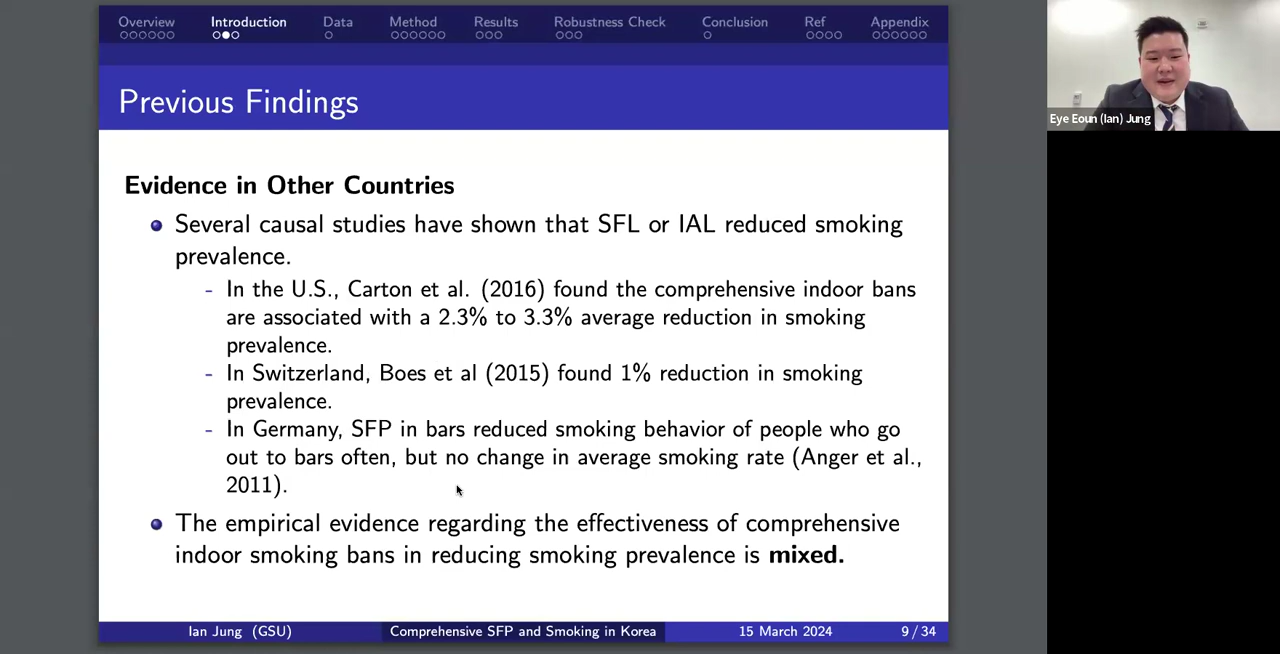 Overview Introduction Data Method Results Robustness Check Conclusion Ref Appendix
Previous Findings
Eye Eoun (Ian) Jung
Evidence in Other Countries
Several causal studies have shown that SFL or IAL reduced smoking
prevalence.
- In the U.S., Carton et al. (2016) found the comprehensive indoor bans
are associated with a 2.3% to 3.3% average reduction in smoking
prevalence.
- In Switzerland, Boes et al (2015) found 1% reduction in smoking
prevalence.
- In Germany, SFP in bars reduced smoking behavior of people who go
out to bars often, but no change in average smoking rate (Anger et al.,
2011).
The empirical evidence regarding the effectiveness of comprehensive
indoor smoking bans in reducing smoking prevalence is mixed.
Ian Jung (GSU) Comprehensive SFP and Smoking in Korea 15 March 2024 9 / 34